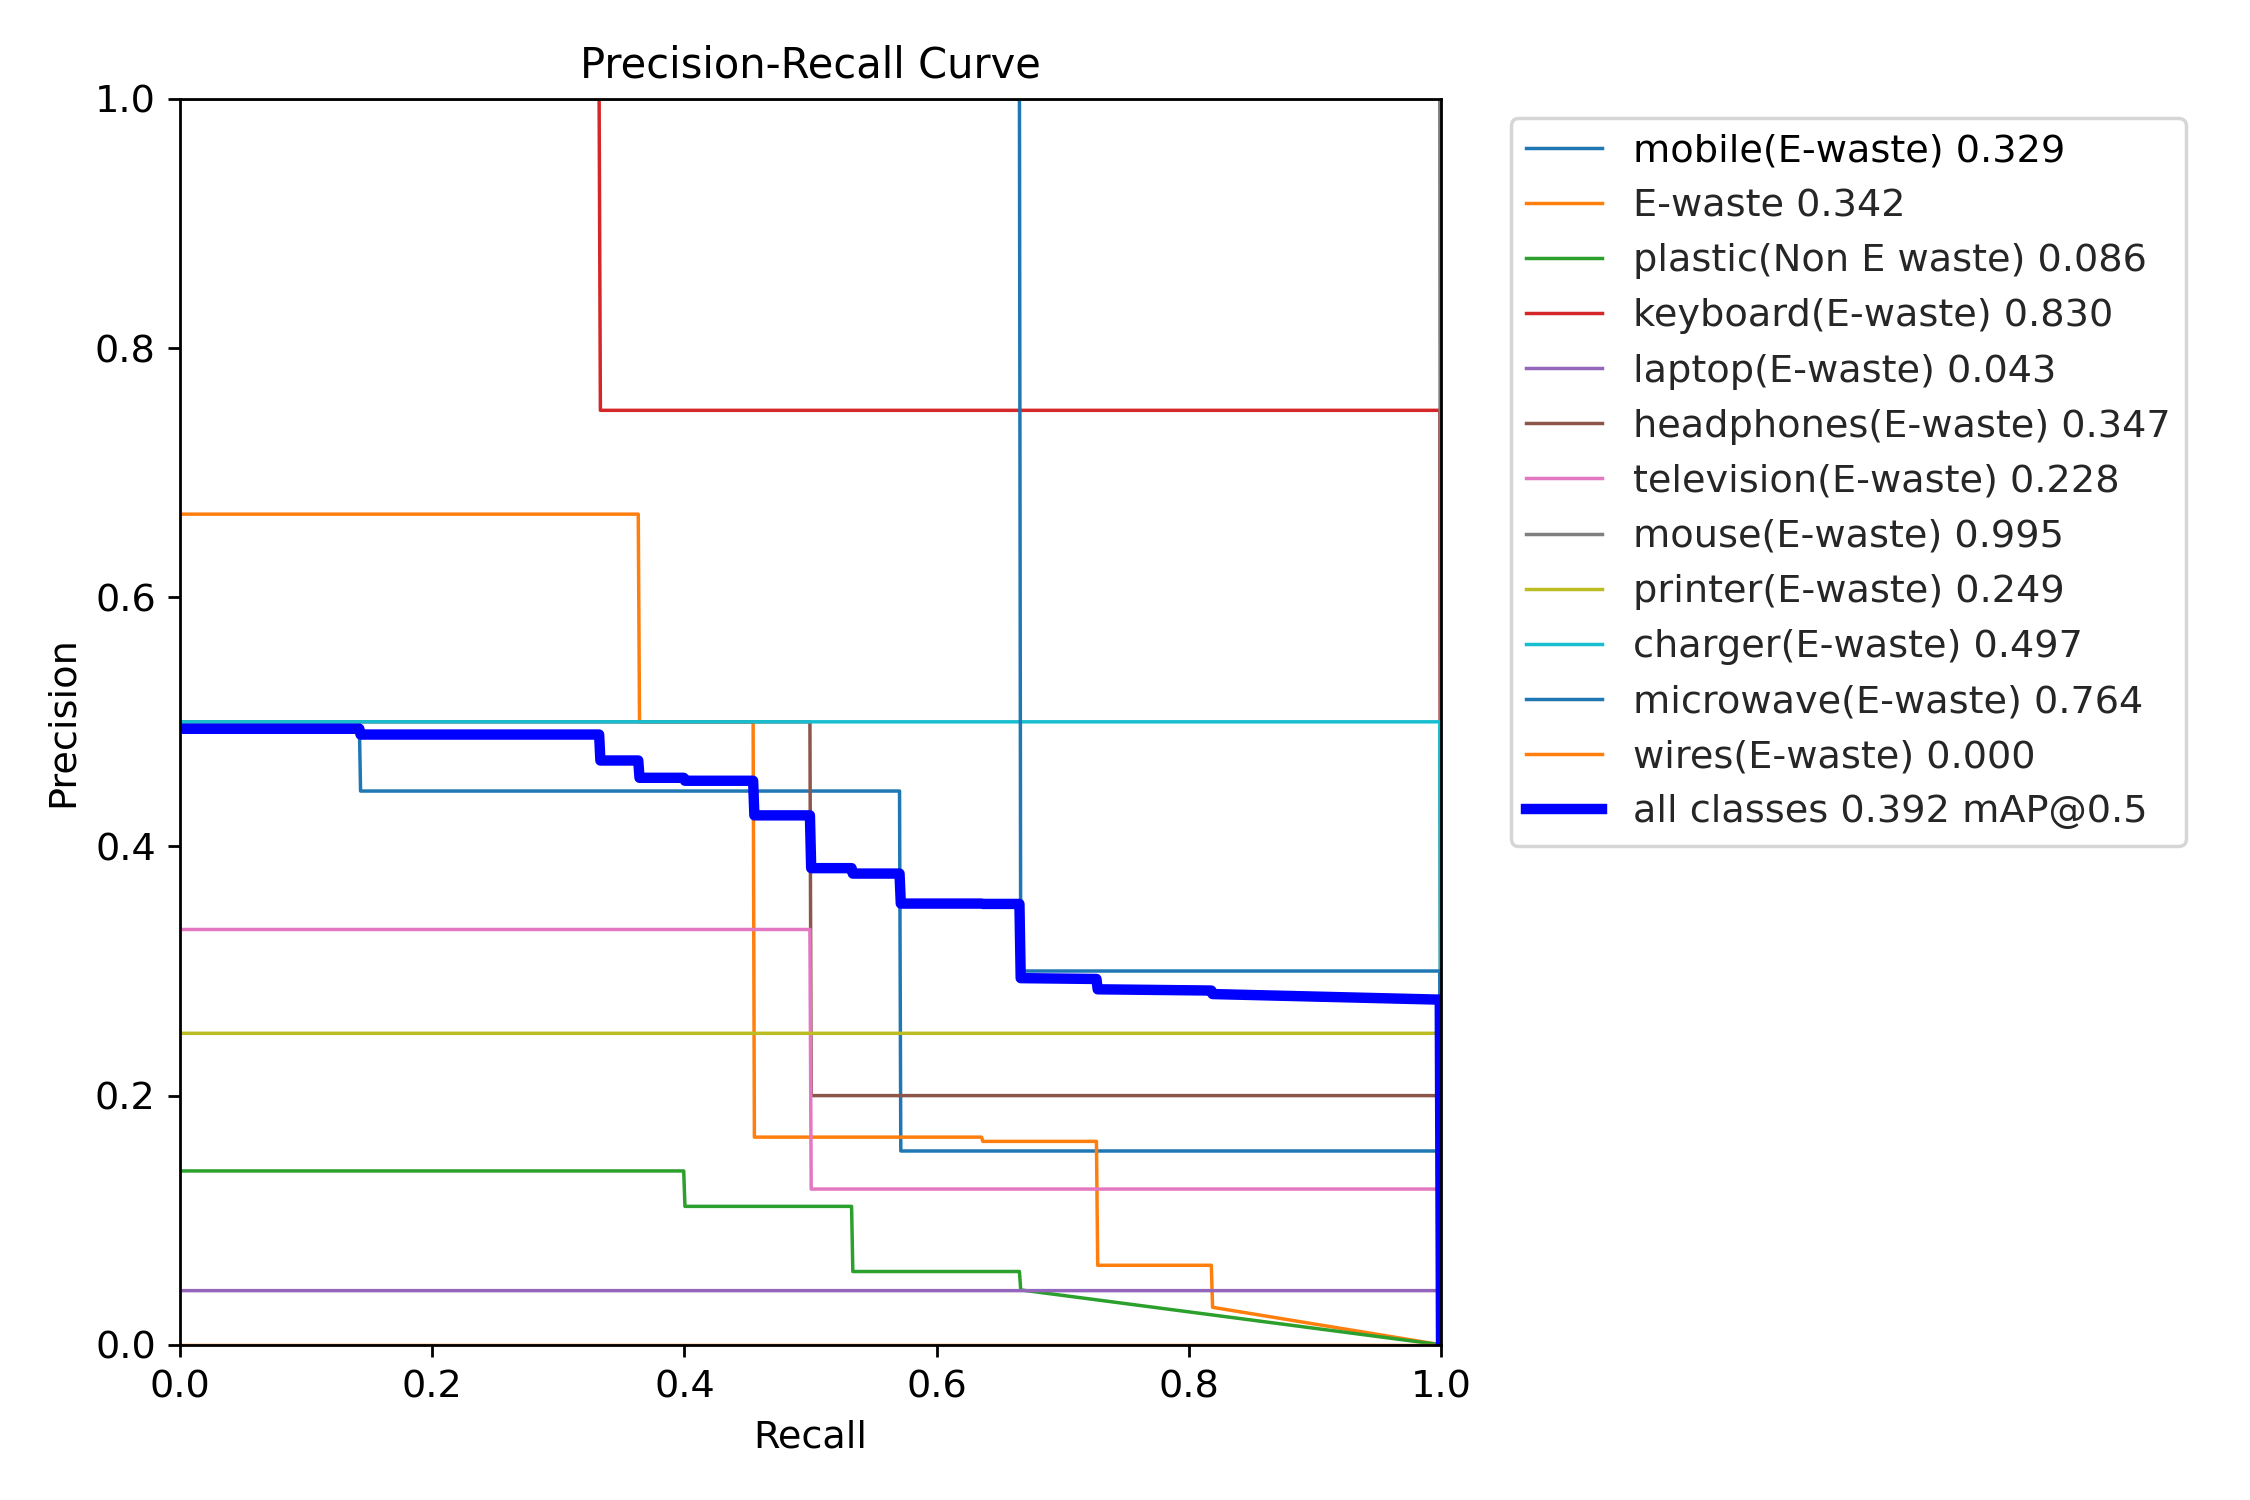 Precision-Recall Curve
1.0
0.8
0.6
0.4
0.2
0.0
Precision
0.0 0.2 0.4 0.6 0.8 1.0
Recall
mobile(E-waste) 0.329
E-waste 0.342
plastic(Non E waste) 0.086
keyboard(E-waste) 0.830
laptop(E-waste) 0.043
headphones(E-waste) 0.347
television(E-waste) 0.228
mouse(E-waste) 0.995
printer(E-waste) 0.249
charger(E-waste) 0.497
microwave(E-waste) 0.764
wires(E-waste) 0.000
all classes 0.392 mAP@0.5